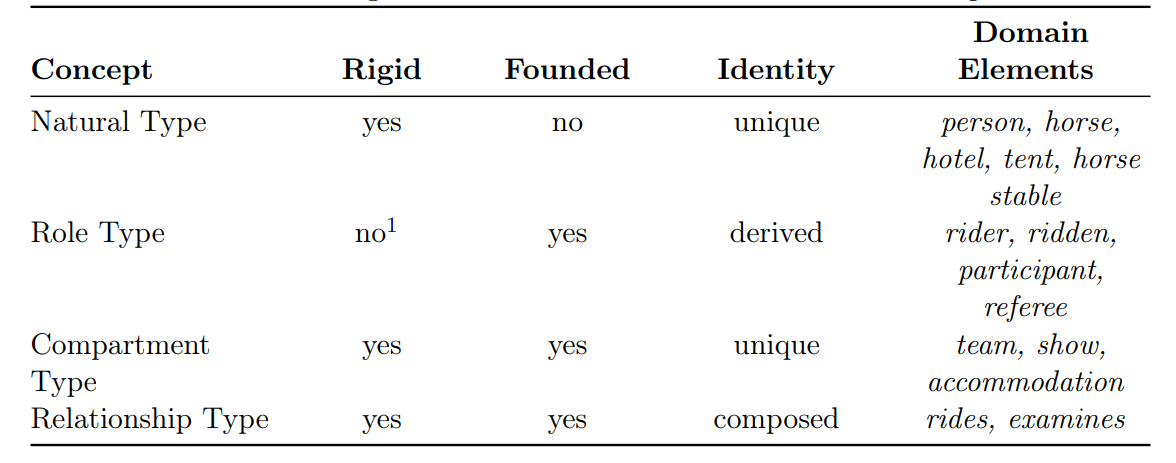 Domain
Concept Rigid Founded Identity Elements
Natural Type yes no unique person, horse,
hotel, tent, horse
stable
Role Type no¹ yes derived rider, ridden,
participant,
referee
Compartment yes yes unique team, show,
Type accommodation
Relationship Type yes yes composed rides, examines